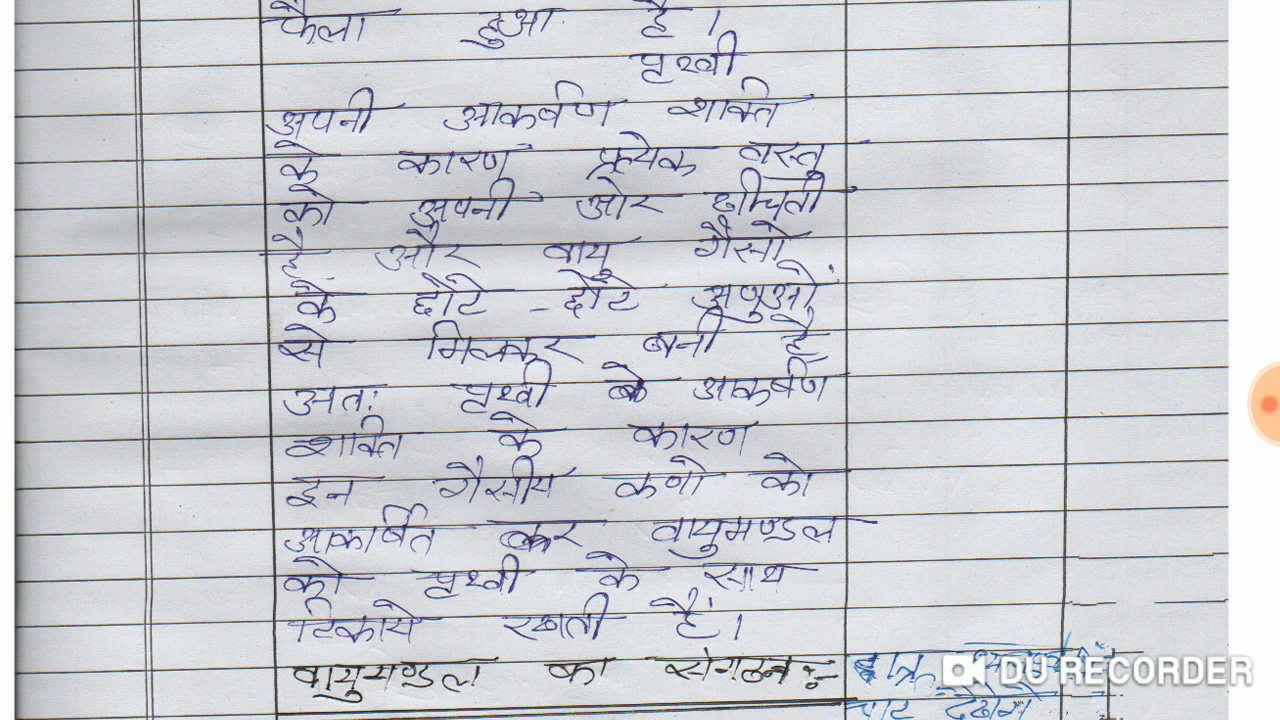 फैला हुआ है।
पृथ्वी
अपनी आकर्षण शक्ति
के कारण प्रत्येक वस्तु
को अपनी ओर खींचती
है और वायु गैसो
के छोटे - छोटे अणुओं
से मिलकर बनी है
अतः पृथ्वी के आकर्षण
शक्ति के कारण
इन गैसीय कणो को
आकर्षित कर वायुमण्डल
को पृथ्वी के साथ
टिकाये रखती है।
वायुमण्डल का संगठन:-
छात्र
चार्ट देखेगे
DU RECORDER